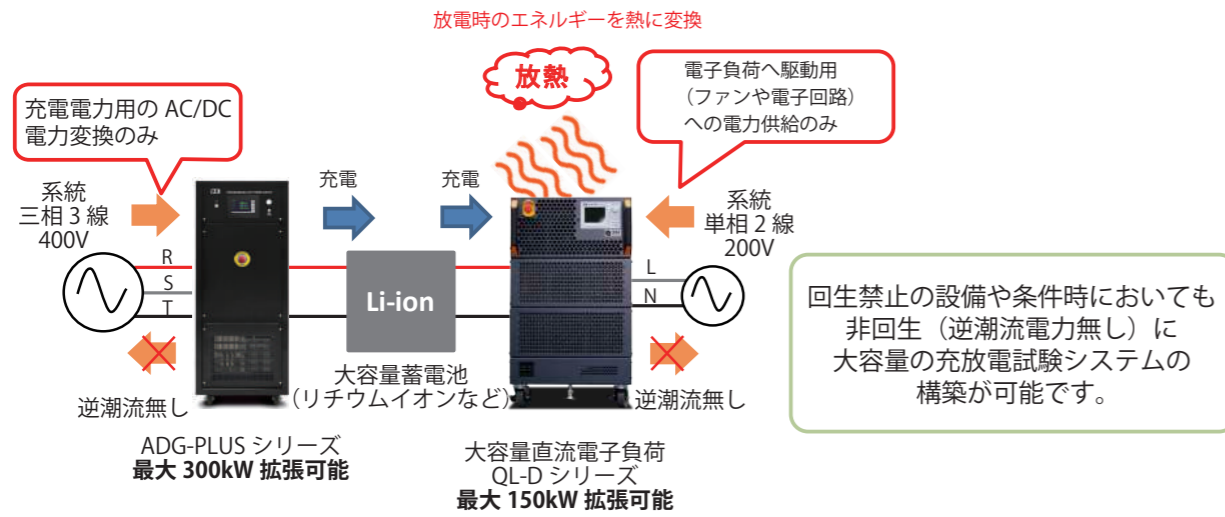 放電時のエネルギーを熱に変換
放熱
充電電力用の AC/DC
電力変換のみ
電子負荷へ駆動用
（ファンや電子回路）
への電力供給のみ
系統
三相 3 線
400V
充電
充電
系統
単相 2 線
200V
R
S
T
Li-ion
L
N
逆潮流無し
大容量蓄電池
（リチウムイオンなど）
逆潮流無し
ADG-PLUS シリーズ
最大 300kW 拡張可能
大容量直流電子負荷
QL-D シリーズ
最大 150kW 拡張可能
回生禁止の設備や条件時においても
非回生（逆潮流電力無し）に
大容量の充放電試験システムの
構築が可能です。